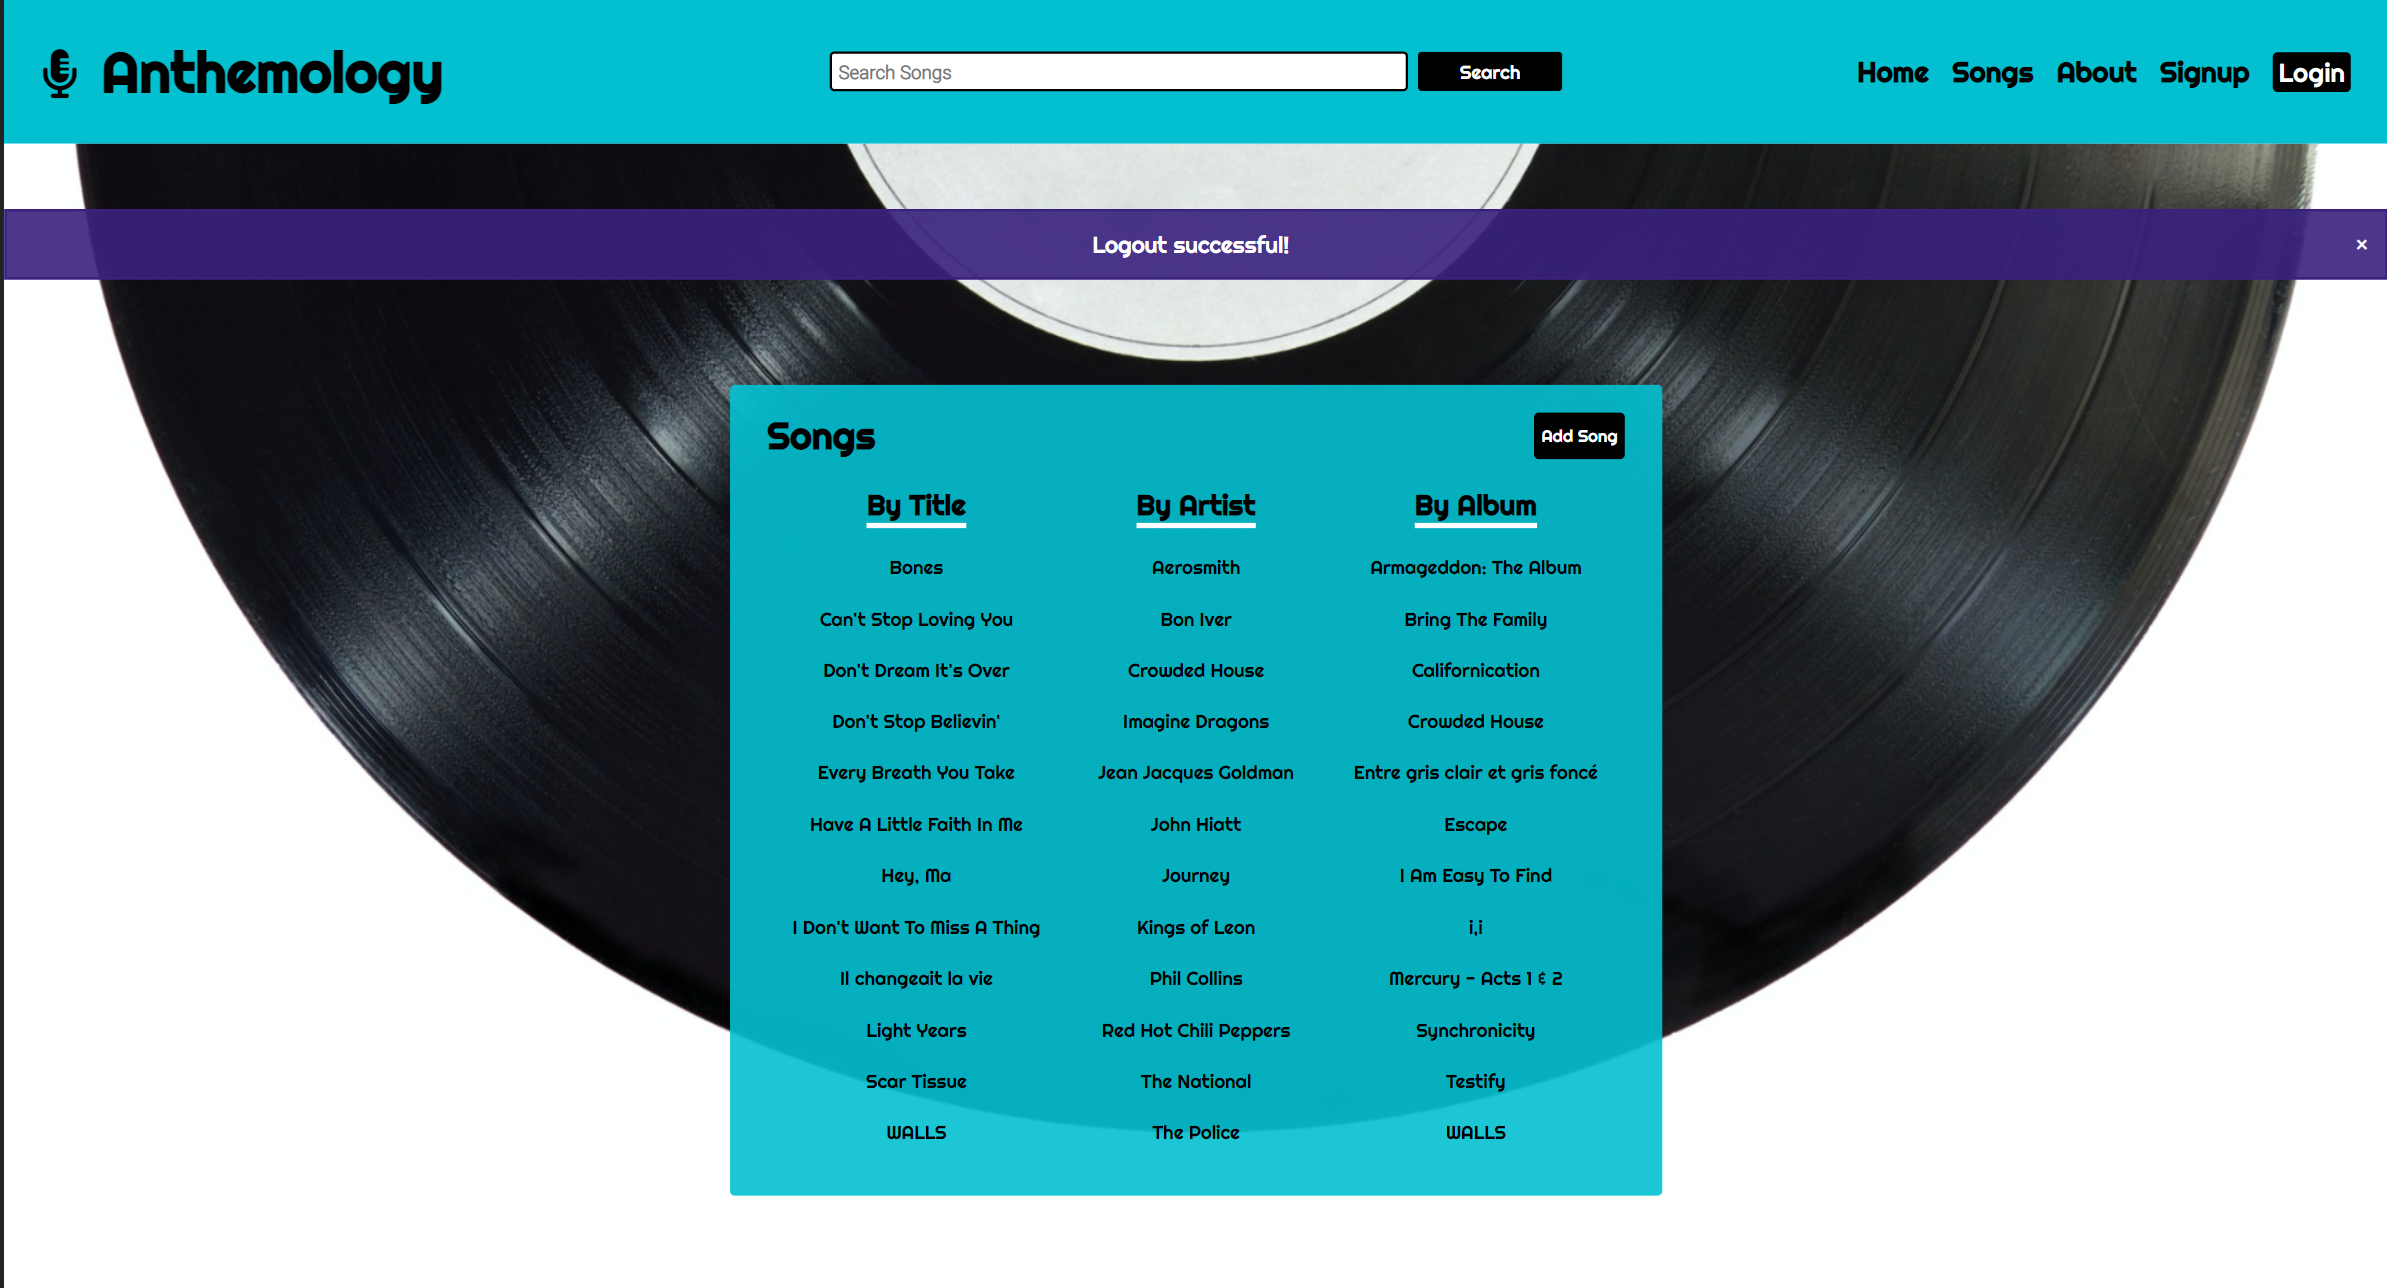 Anthemology
Search Songs
Search
Home Songs About Signup Login
Logout successful!
×
Songs
Add Song
By Title By Artist By Album
Bones Aerosmith Armageddon: The Album
Can't Stop Loving You Bon Iver Bring The Family
Don't Dream It's Over Crowded House Californication
Don't Stop Believin' Imagine Dragons Crowded House
Every Breath You Take Jean Jacques Goldman Entre gris clair et gris foncé
Have A Little Faith In Me John Hiatt Escape
Hey, Ma Journey I Am Easy To Find
I Don't Want To Miss A Thing Kings of Leon i,i
Il changeait la vie Phil Collins Mercury - Acts 1 & 2
Light Years Red Hot Chili Peppers Synchronicity
Scar Tissue The National Testify
WALLS The Police WALLS